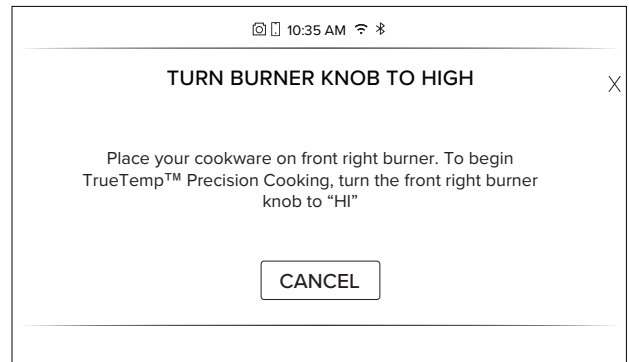 10:35 AM
TURN BURNER KNOB TO HIGH
X
Place your cookware on front right burner. To begin
TrueTemp™ Precision Cooking, turn the front right burner
knob to “HI”
CANCEL